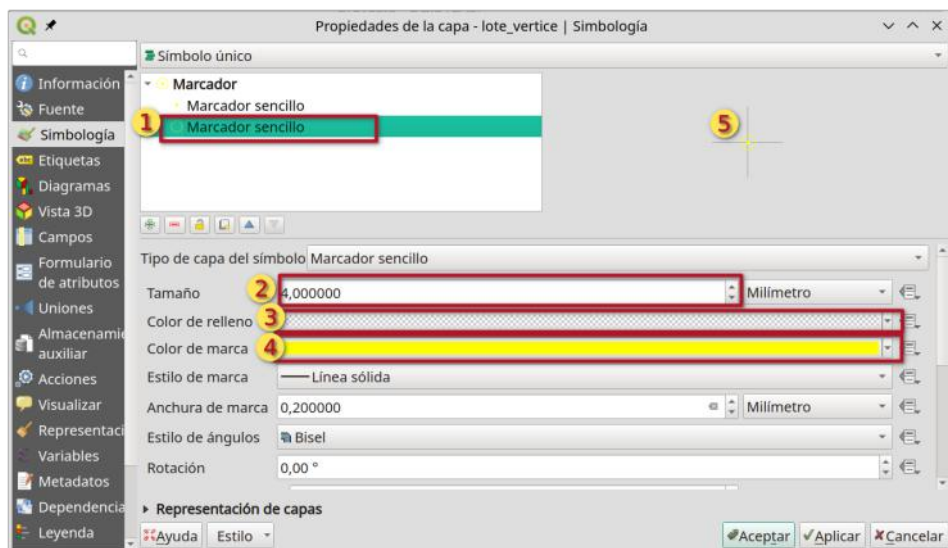 Propiedades de la capa - lote_vertice | Simbología
Símbolo único
Información
Fuente
Simbología
Etiquetas
Diagramas
Vista 3D
Campos
Formulario
de atributos
Uniones
Almacenamie
auxiliar
Acciones
Visualizar
Representaci
Variables
Metadatos
Dependencia
Leyenda
Marcador
Marcador sencillo
1 Marcador sencillo
5
Tipo de capa del símbolo Marcador sencillo
Tamaño 2 4,000000 Milímetro
Color de relleno 3
Color de marca 4
Estilo de marca Línea sólida
Anchura de marca 0,200000 Milímetro
Estilo de ángulos Bisel
Rotación 0,00 °
Representación de capas
Ayuda Estilo Aceptar Aplicar Cancelar